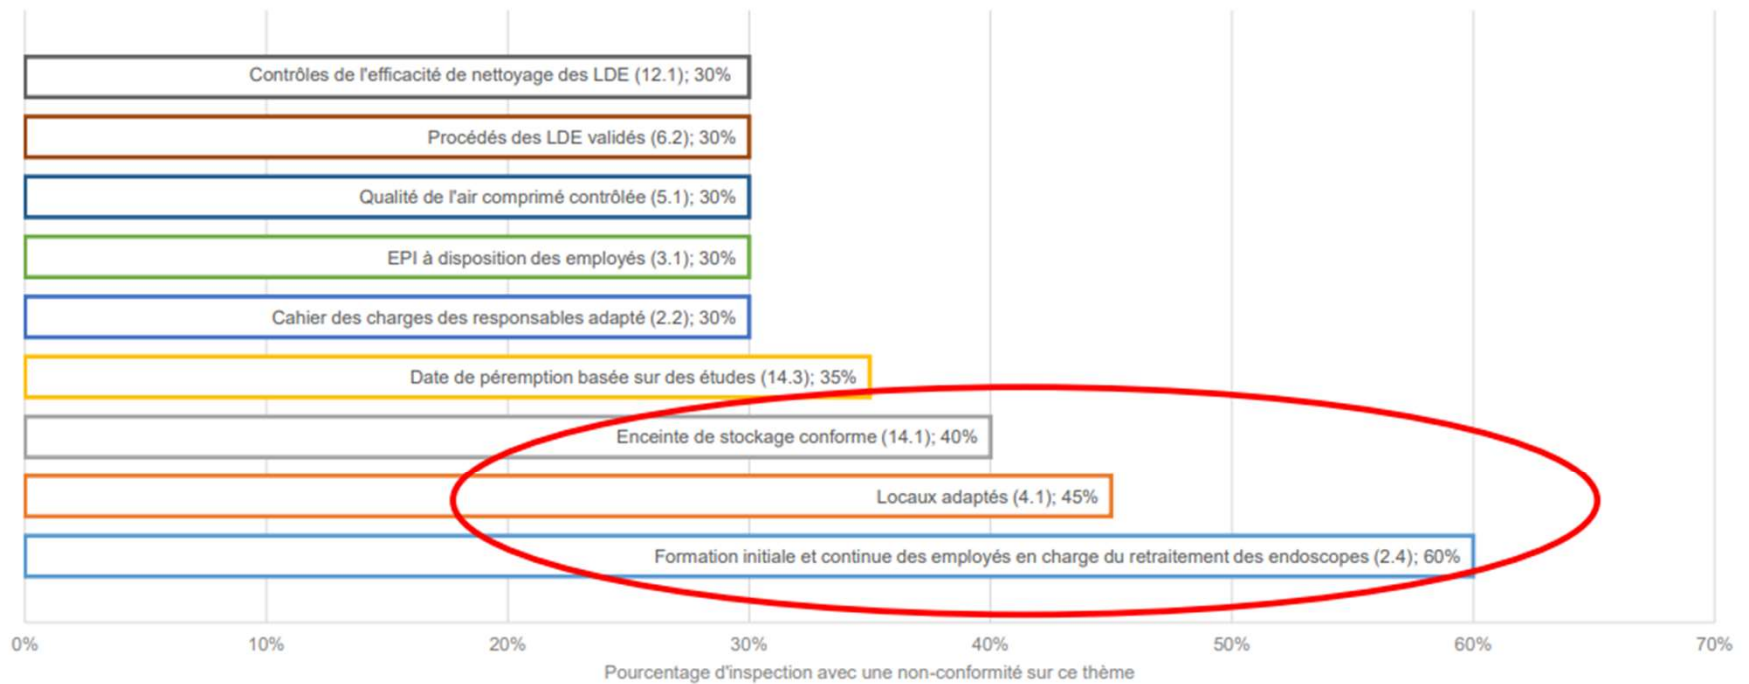 Contrôles de l'efficacité de nettoyage des LDE (12.1); 30%
Procédés des LDE validés (6.2); 30%
Qualité de l'air comprimé contrôlée (5.1); 30%
EPI à disposition des employés (3.1); 30%
Cahier des charges des responsables adapté (2.2); 30%
Date de péremption basée sur des études (14.3); 35%
Enceinte de stockage conforme (14.1); 40%
Locaux adaptés (4.1); 45%
Formation initiale et continue des employés en charge du retraitement des endoscopes (2.4); 60%
0% 10% 20% 30% 40% 50% 60% 70%
Pourcentage d'inspection avec une non-conformité sur ce thème